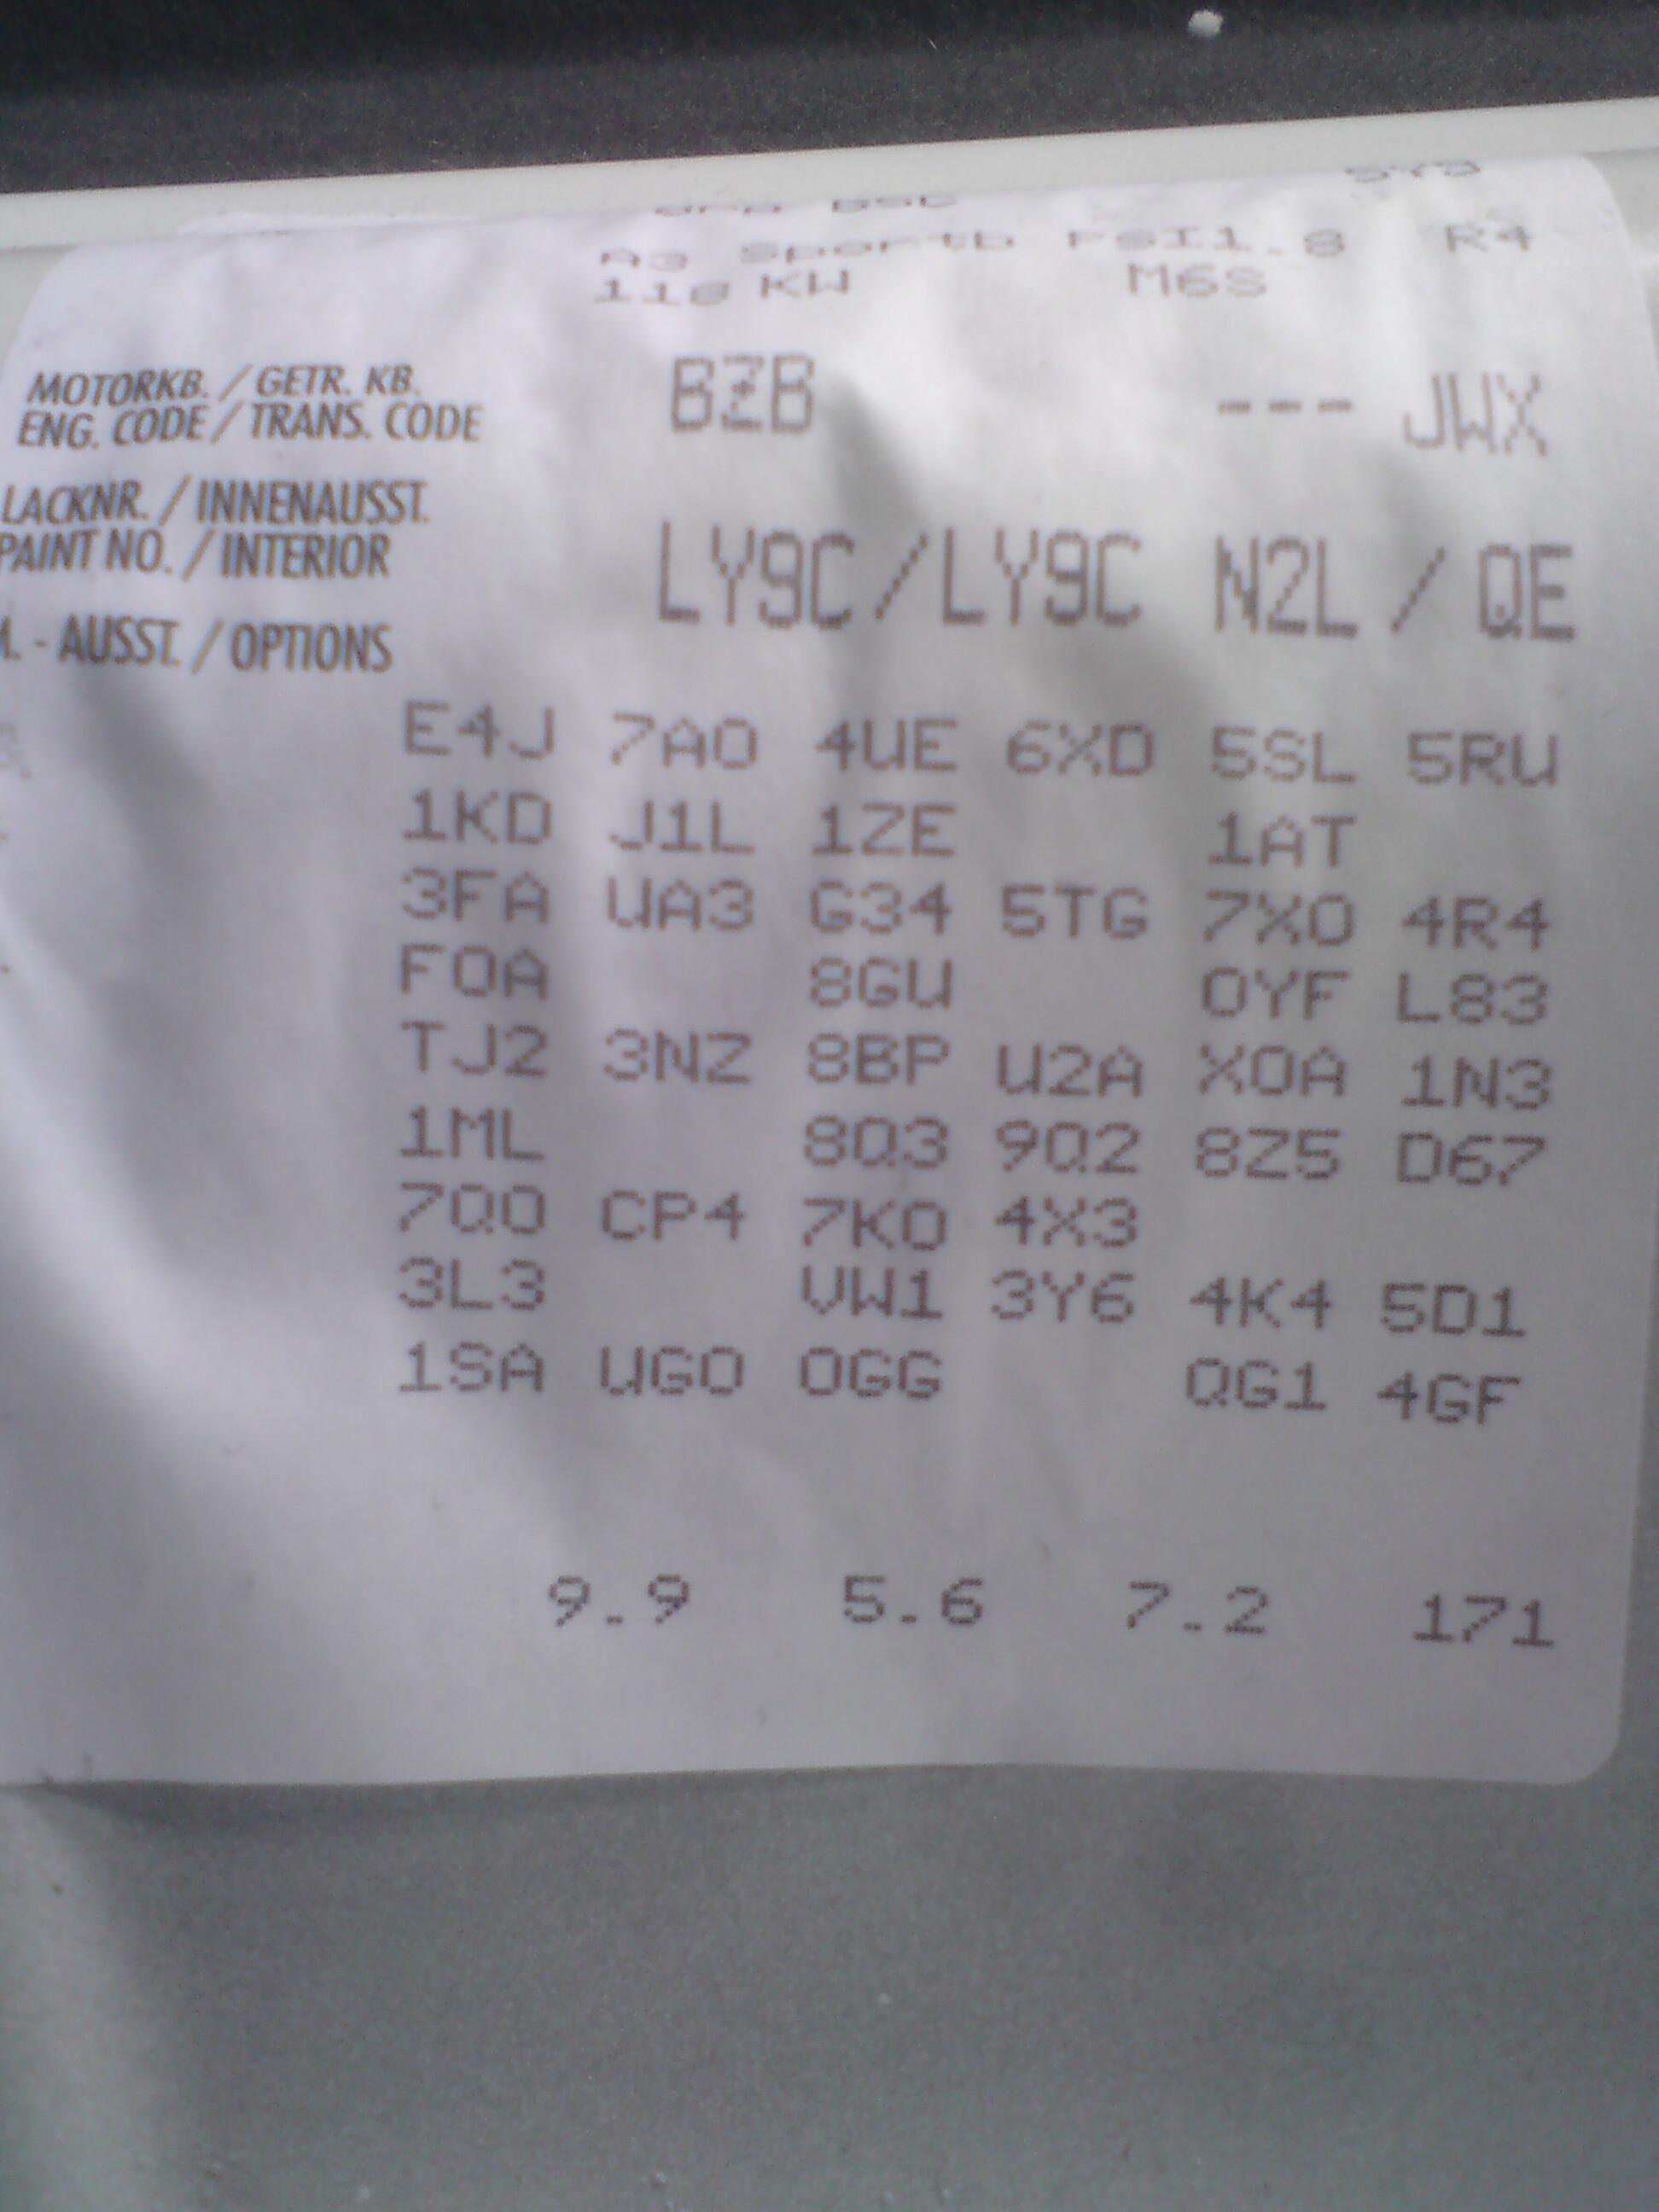 A3 Sportb FSI1.8 R4
118 KW M6S
MOTORKB. / GETR. KB. BZB --- JWX
ENG. CODE / TRANS. CODE
LACKNR. / INNENAUSST.
PAINT NO. / INTERIOR LY9C / LY9C N2L / QE
M. - AUSST. / OPTIONS
E4J 7A0 4UE 6XD 5SL 5RU
1KD J1L 1ZE 1AT
3FA UA3 G34 5TG 7X0 4R4
F0A 8GU 0YF L83
TJ2 3NZ 8BP U2A X0A 1N3
1ML 8Q3 9Q2 8Z5 D67
7Q0 CP4 7K0 4X3
3L3 VW1 3Y6 4K4 5D1
1SA UG0 0GG QG1 4GF
9.9 5.6 7.2 171